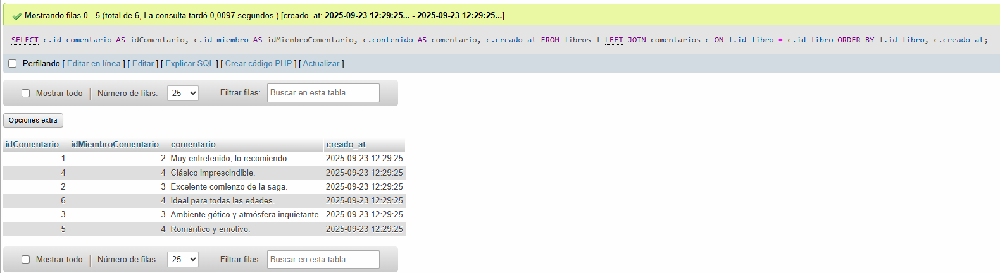 Mostrando filas 0 - 5 (total de 6, La consulta tardó 0,0097 segundos.) [creado_at: 2025-09-23 12:29:25... - 2025-09-23 12:29:25...]
SELECT c.id_comentario AS idComentario, c.id_miembro AS idMiembroComentario, c.contenido AS comentario, c.creado_at FROM libros l LEFT JOIN comentarios c ON l.id_libro = c.id_libro ORDER BY l.id_libro, c.creado_at;
Perfilando [ Editar en línea ] [ Editar ] [ Explicar SQL ] [ Crear código PHP ] [ Actualizar ]
Mostrar todo Número de filas: 25 Filtrar filas: Buscar en esta tabla
Opciones extra
idComentario idMiembroComentario comentario creado_at
1 2 Muy entretenido, lo recomiendo. 2025-09-23 12:29:25
4 4 Clásico imprescindible. 2025-09-23 12:29:25
2 3 Excelente comienzo de la saga. 2025-09-23 12:29:25
6 4 Ideal para todas las edades. 2025-09-23 12:29:25
3 3 Ambiente gótico y atmósfera inquietante. 2025-09-23 12:29:25
5 4 Romántico y emotivo. 2025-09-23 12:29:25
Mostrar todo Número de filas: 25 Filtrar filas: Buscar en esta tabla